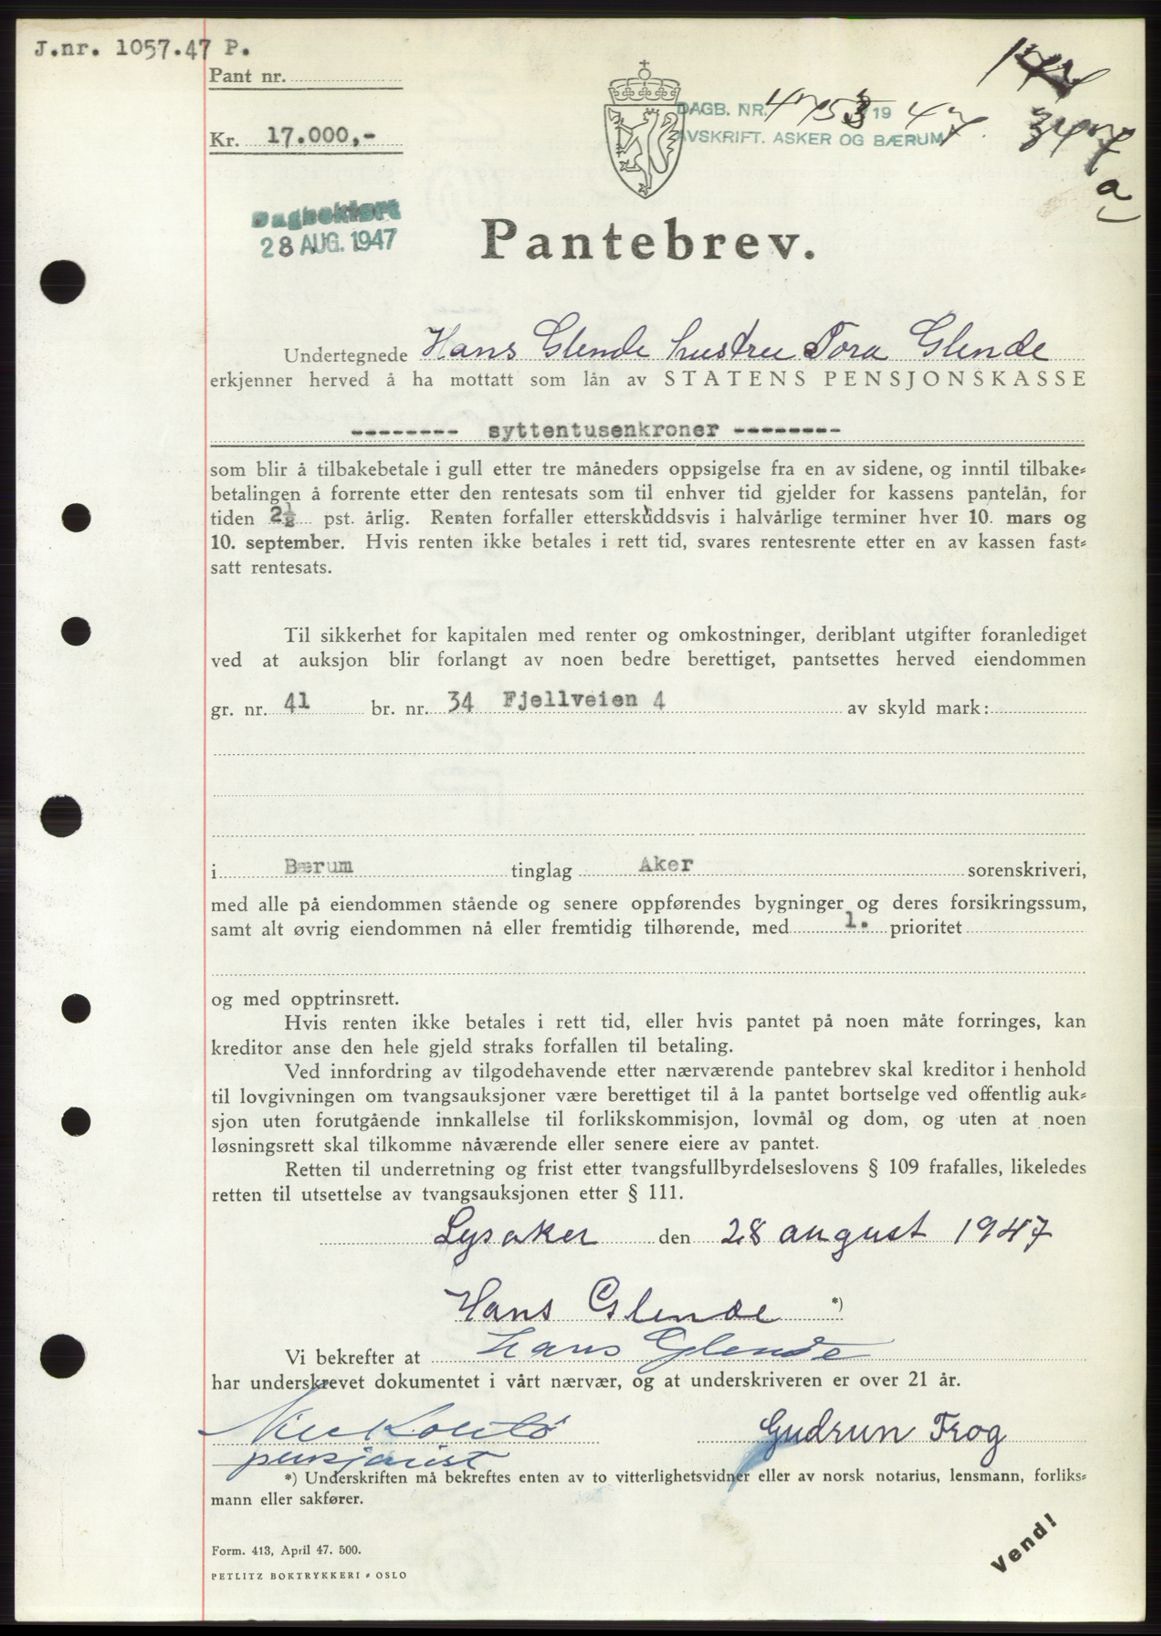 J.nr. 1057.47 P.
Pant nr.
Kr. 17.000,-
DAGB. NR. 4753 1947.
AVSKRIFT. ASKER OG BÆRUM
a
Dagbokført
28 AUG. 1947
Pantebrev.
Undertegnede Hans Glende hustru Tora Glende
erkjenner herved å ha mottatt som lån av STATENS PENSJONSKASSE
-------- syttentusenkroner --------
som blir å tilbakebetale i gull etter tre måneders oppsigelse fra en av sidene, og inntil tilbake=
betalingen å forrente etter den rentesats som til enhver tid gjelder for kassens pantelån, for
tiden 2½ pst. årlig. Renten forfaller etterskuddsvis i halvårlige terminer hver 10. mars og
10. september. Hvis renten ikke betales i rett tid, svares rentesrente etter en av kassen fast=
satt rentesats.
Til sikkerhet for kapitalen med renter og omkostninger, deriblant utgifter foranlediget
ved at auksjon blir forlangt av noen bedre berettiget, pantsettes herved eiendommen
gr. nr. 41 br. nr. 34 Fjellveien 4 av skyld mark:
i Bærum tinglag Aker sorenskriveri,
med alle på eiendommen stående og senere oppførendes bygninger og deres forsikringssum,
samt alt øvrig eiendommen nå eller fremtidig tilhørende, med 1. prioritet
og med opptrinsrett.
Hvis renten ikke betales i rett tid, eller hvis pantet på noen måte forringes, kan
kreditor anse den hele gjeld straks forfallen til betaling.
Ved innfordring av tilgodehavende etter nærværende pantebrev skal kreditor i henhold
til lovgivningen om tvangsauksjoner være berettiget til å la pantet bortselge ved offentlig auk=
sjon uten forutgående innkallelse til forlikskommisjon, lovmål og dom, og uten at noen
løsningsrett skal tilkomme nåværende eller senere eiere av pantet.
Retten til underretning og frist etter tvangsfullbyrdelseslovens § 109 frafalles, likeledes
retten til utsettelse av tvangsauksjonen etter § 111.
Lysaker den 28 august 1947
Hans Glende *)
Vi bekrefter at Hans Glende
har underskrevet dokumentet i vårt nærvær, og at underskriveren er over 21 år.
Gudrun Frog
pensjonist
*) Underskriften må bekreftes enten av to vitterlighetsvidner eller av norsk notarius, lensmann, forliks=
mann eller sakfører.
Vend!
Form. 413, April 47. 500.
PETLITZ BOKTRYKKERI = OSLO